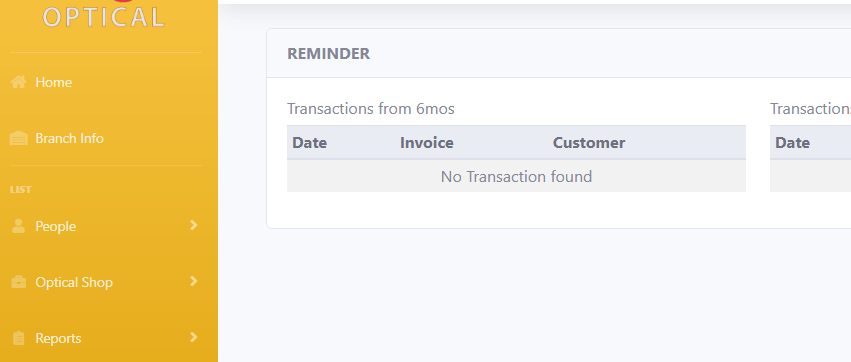 OPTICAL
Home
Branch Info
LIST
People
Optical Shop
Reports
REMINDER
Transactions from 6mos
Date Invoice Customer
No Transaction found
Transactions
Date